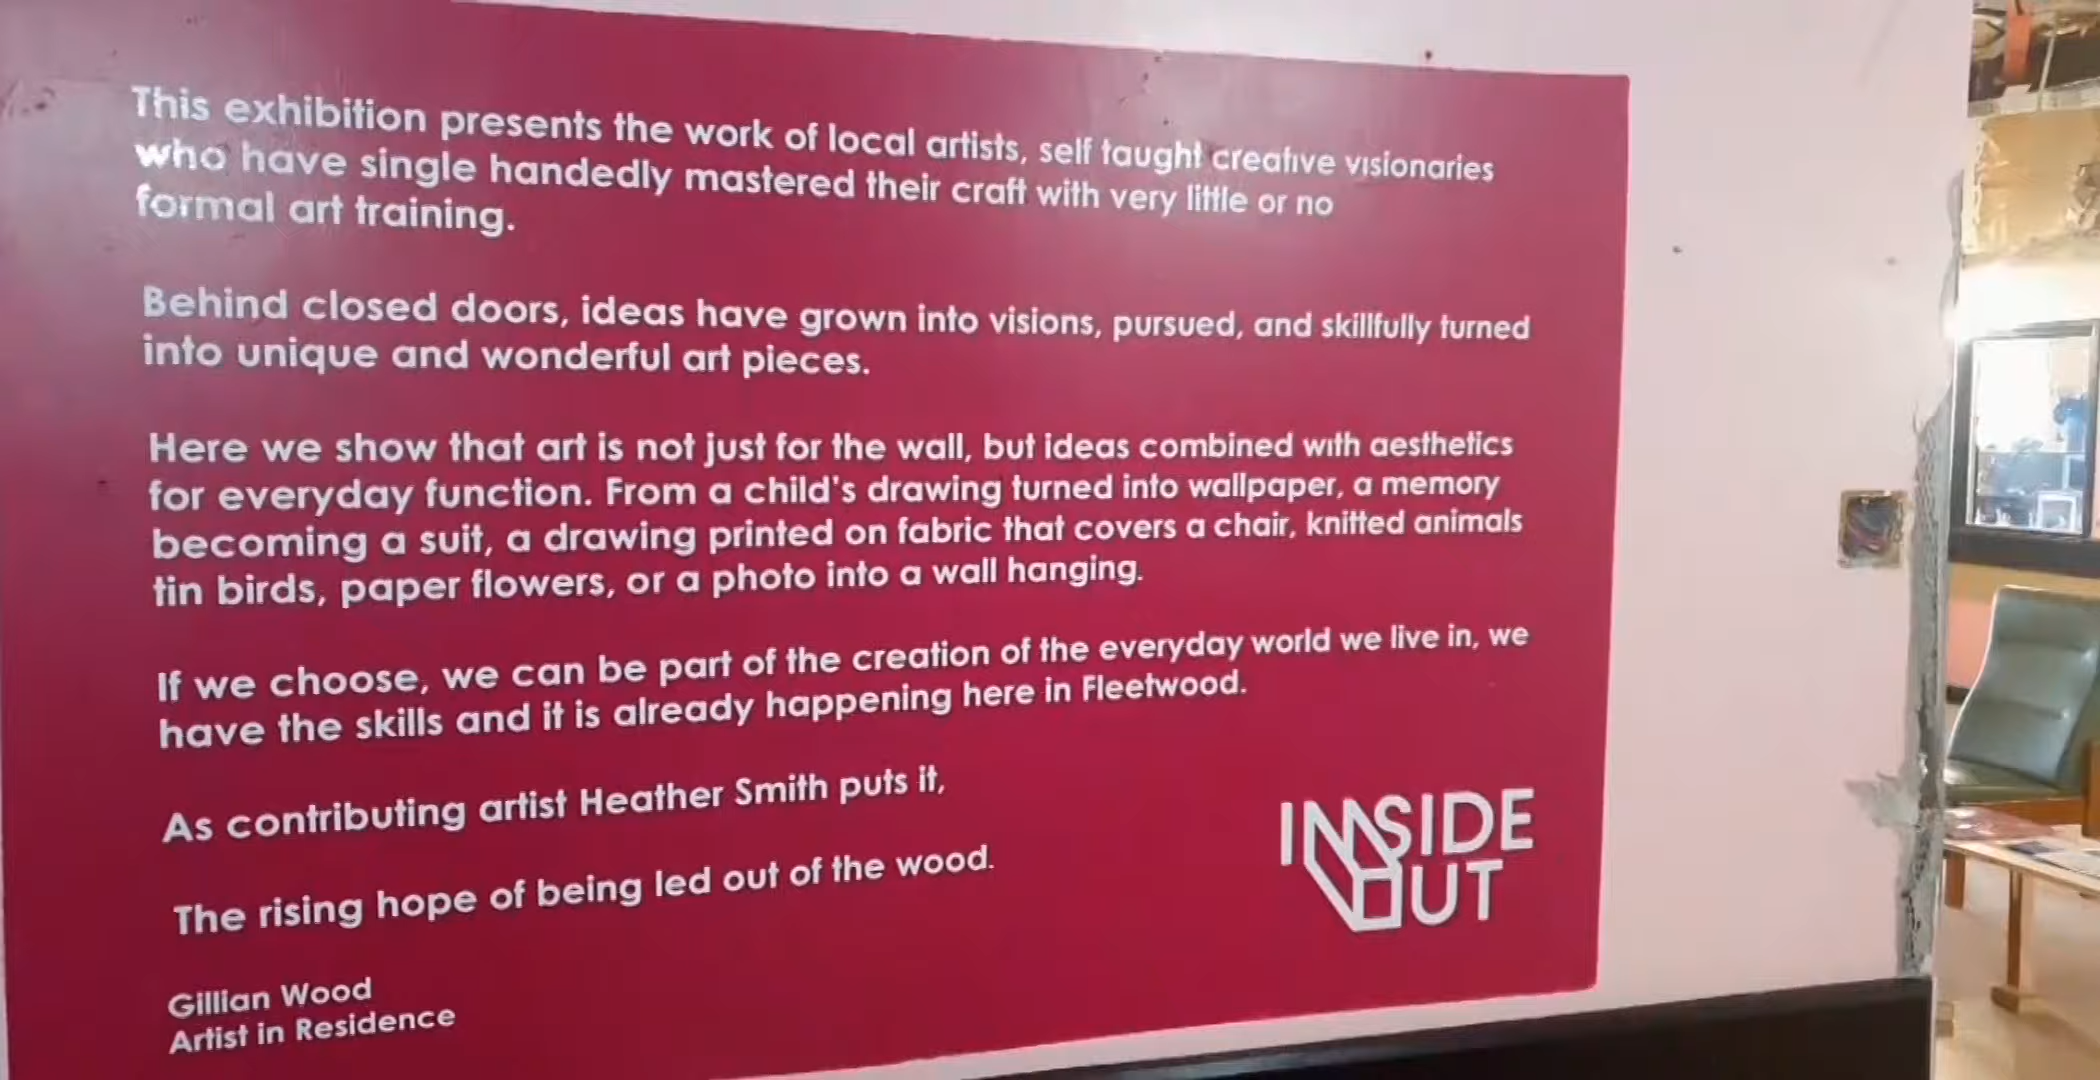 This exhibition presents the work of local artists, self taught creative visionaries
who have single handedly mastered their craft with very little or no
formal art training.
Behind closed doors, ideas have grown into visions, pursued, and skillfully turned
into unique and wonderful art pieces.
Here we show that art is not just for the wall, but ideas combined with aesthetics
for everyday function. From a child's drawing turned into wallpaper, a memory
becoming a suit, a drawing printed on fabric that covers a chair, knitted animals
tin birds, paper flowers, or a photo into a wall hanging.
If we choose, we can be part of the creation of the everyday world we live in, we
have the skills and it is already happening here in Fleetwood.
As contributing artist Heather Smith puts it,
The rising hope of being led out of the wood.
Gillian Wood
Artist in Residence
INSIDE
OUT